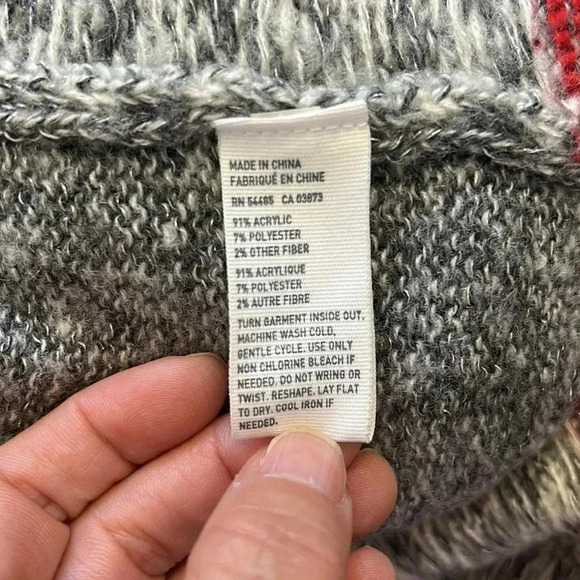 MADE IN CHINA
FABRIQUÉ EN CHINE
RN 54485 CA 03873
91% ACRYLIC
7% POLYESTER
2% OTHER FIBER
91% ACRYLIQUE
7% POLYESTER
2% AUTRE FIBRE
TURN GARMENT INSIDE OUT.
MACHINE WASH COLD,
GENTLE CYCLE. USE ONLY
NON CHLORINE BLEACH IF
NEEDED. DO NOT WRING OR
TWIST. RESHAPE. LAY FLAT
TO DRY. COOL IRON IF
NEEDED.